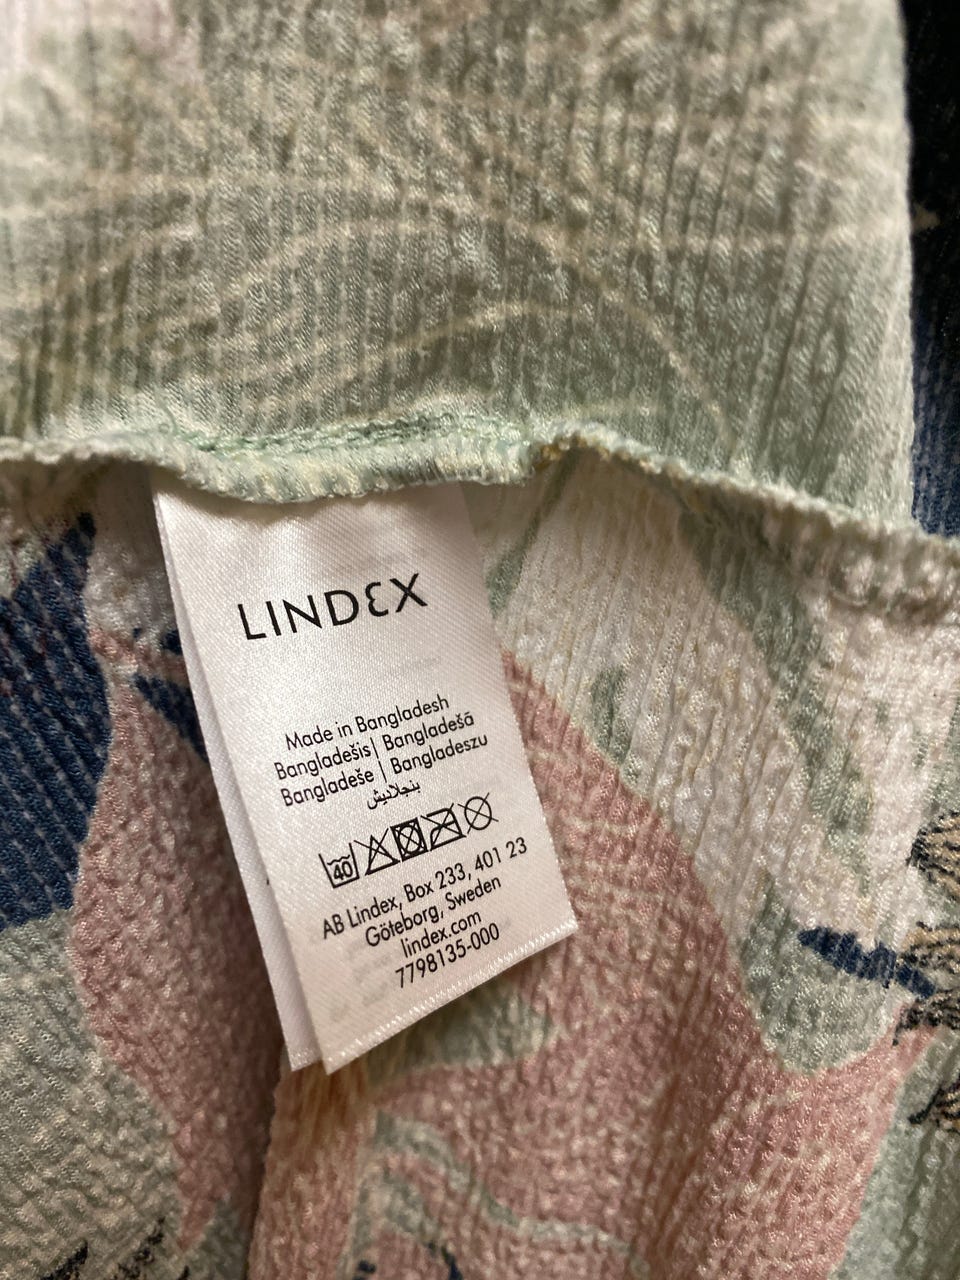 LINDEX
Made in Bangladesh
Bangladešis | Bangladešā
Bangladeše | Bangladeszu
بنجلاديش
40
AB Lindex, Box 233, 401 23
Göteborg, Sweden
lindex.com
7798135-000